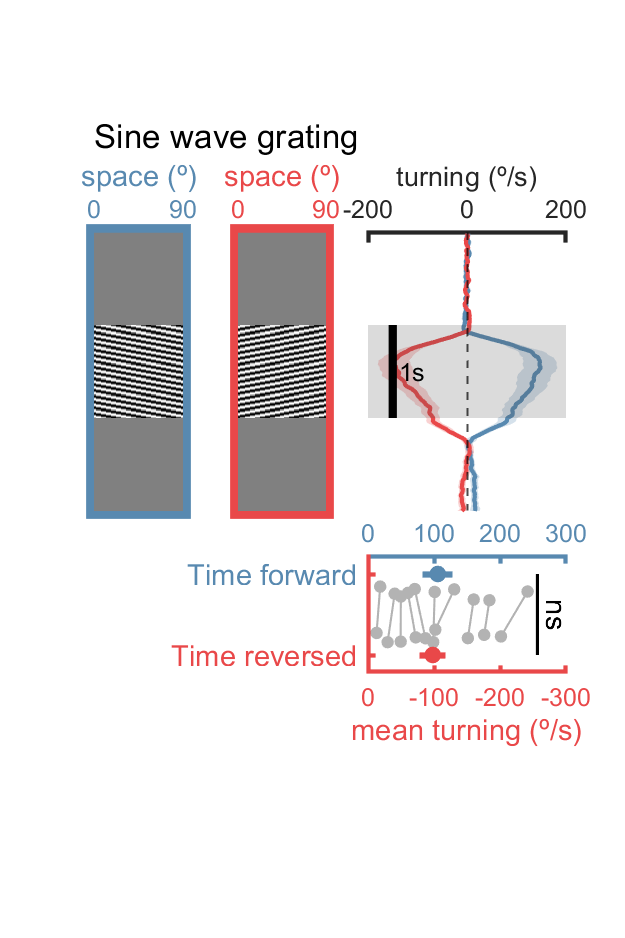 Sine wave grating
space (º) space (º) turning (º/s)
0 90 0 90 -200 0 200
1s
0 100 200 300
Time forward
ns
Time reversed
0 -100 -200 -300
mean turning (º/s)